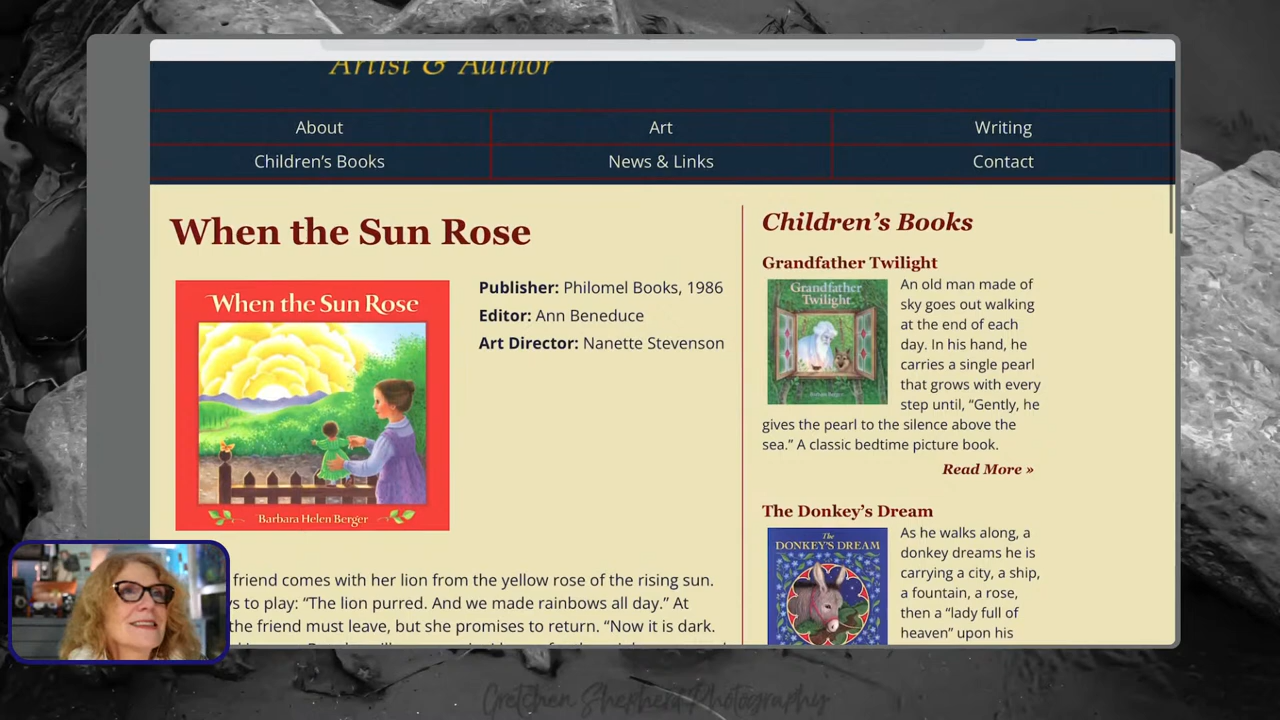 Artist & Author
About
Art
Writing
Children's Books
News & Links
Contact
When the Sun Rose
When the Sun Rose
Barbara Helen Berger
Publisher: Philomel Books, 1986
Editor: Ann Beneduce
Art Director: Nanette Stevenson
friend comes with her lion from the yellow rose of the rising sun.
to play: “The lion purred. And we made rainbows all day.” At
the friend must leave, but she promises to return. “Now it is dark.
Children's Books
Grandfather Twilight
Grandfather
Twilight
Barbara Berger
An old man made of
sky goes out walking
at the end of each
day. In his hand, he
carries a single pearl
that grows with every
step until, “Gently, he
gives the pearl to the silence above the
sea.” A classic bedtime picture book.
Read More »
The Donkey's Dream
The
DONKEY'S DREAM
As he walks along, a
donkey dreams he is
carrying a city, a ship,
a fountain, a rose,
then a “lady full of
heaven” upon his
Gretchen Shepherd Photography